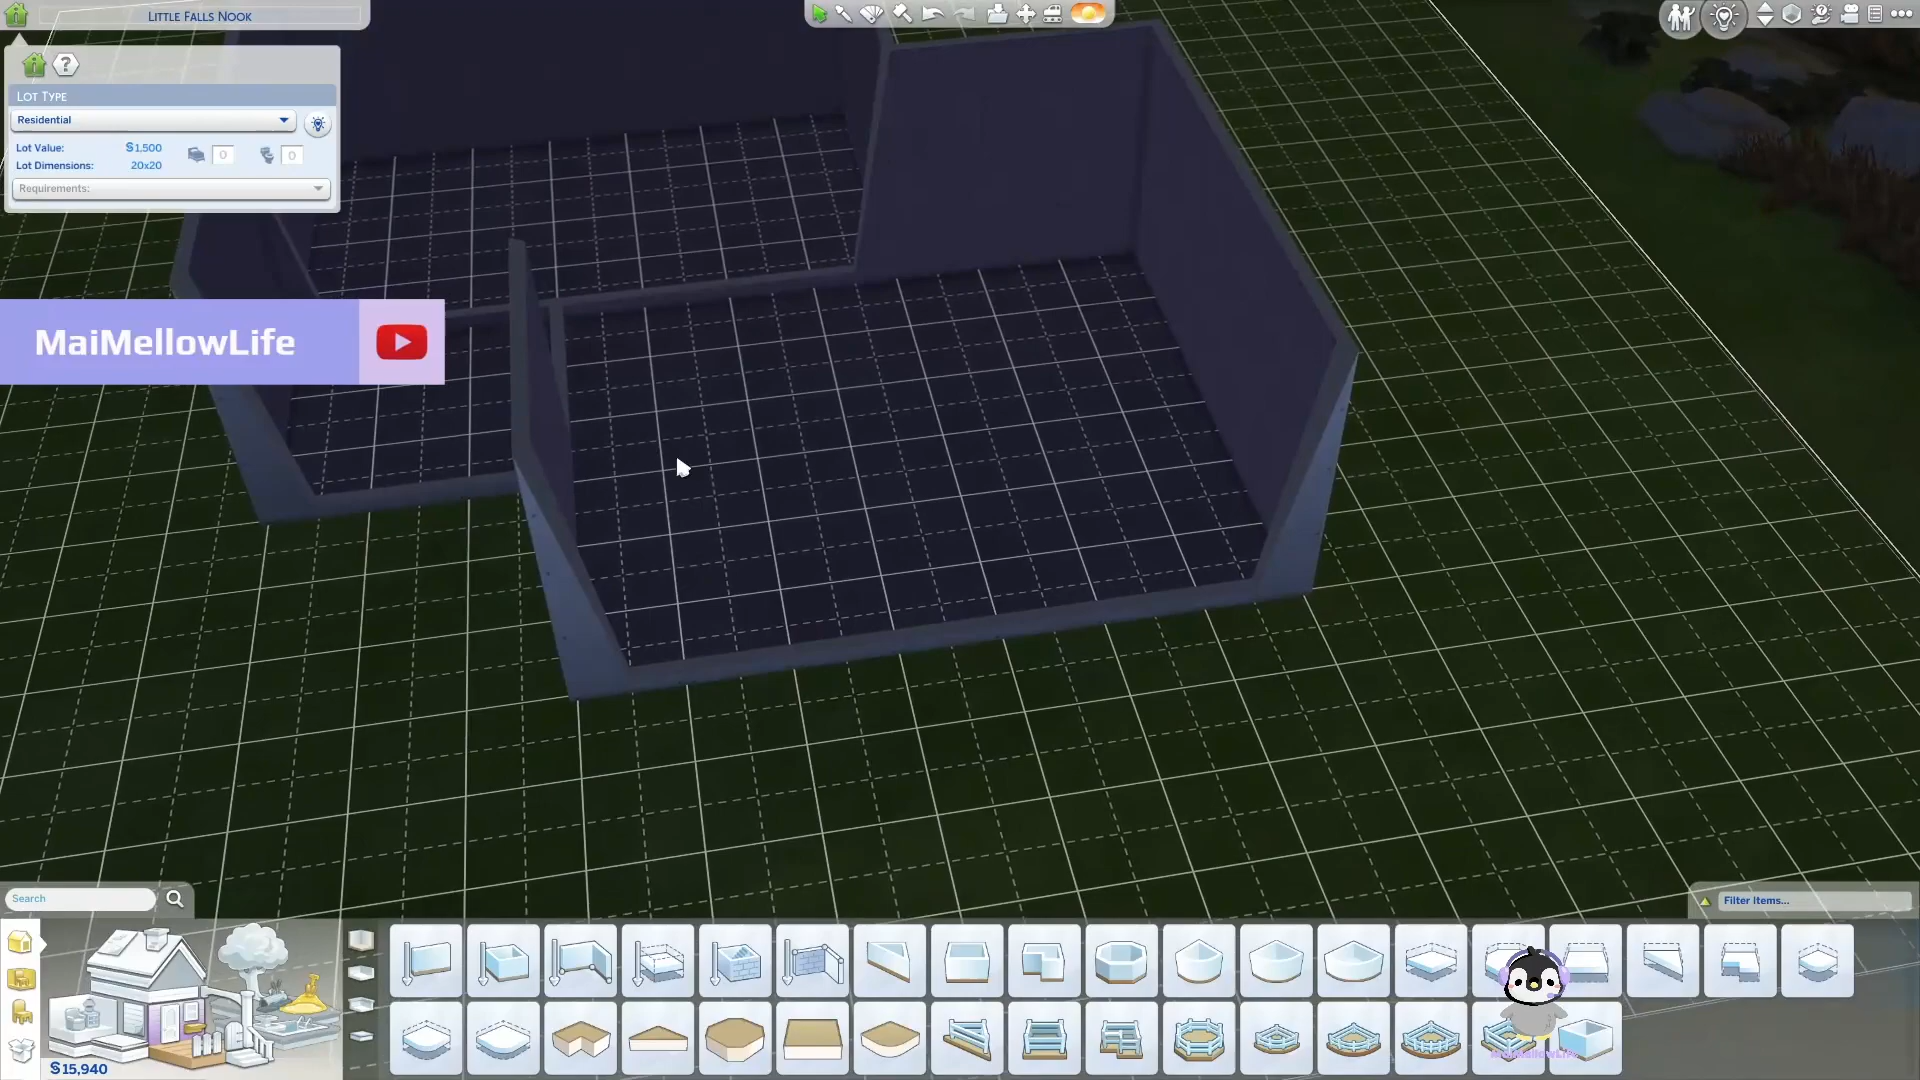 LITTLE FALLS NOOK
LOT TYPE
Residential
Lot Value: §1,500 0 0
Lot Dimensions: 20x20
Requirements:
MaiMellowLife
Search
Filter Items...
MaiMellowLife
§15,940